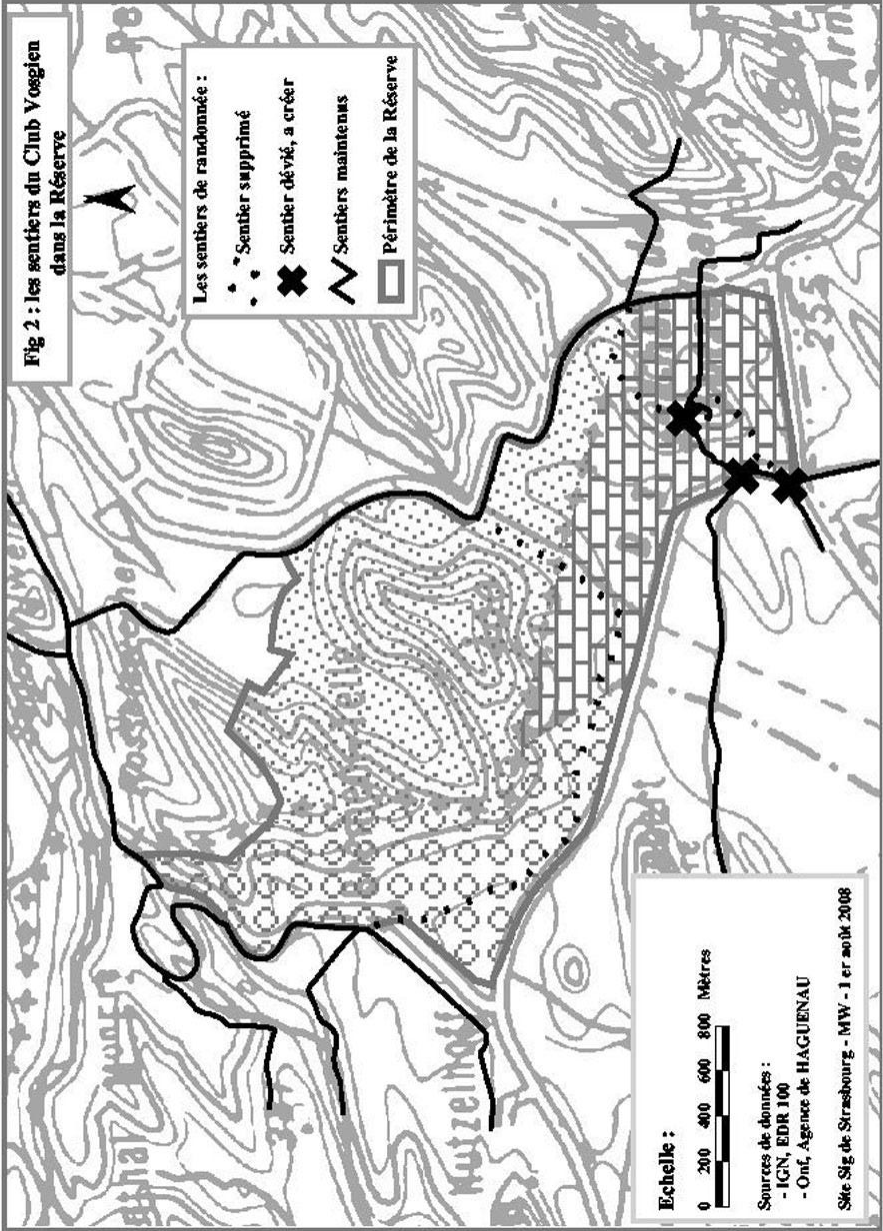 Fig 2 : les sentiers du Club Vosgien
dans la Réserve
Les sentiers de randonnée :
Sentier supprimé
Sentier dévié, a créer
Sentiers maintenus
Périmètre de la Réserve
255
Echelle :
0 200 400 600 800 Mètres
Sources de données :
- IGN, EDR 100
- Onf, Agence de HAGUENAU
Site Sig de Strasbourg - MW - 1 er août 2008